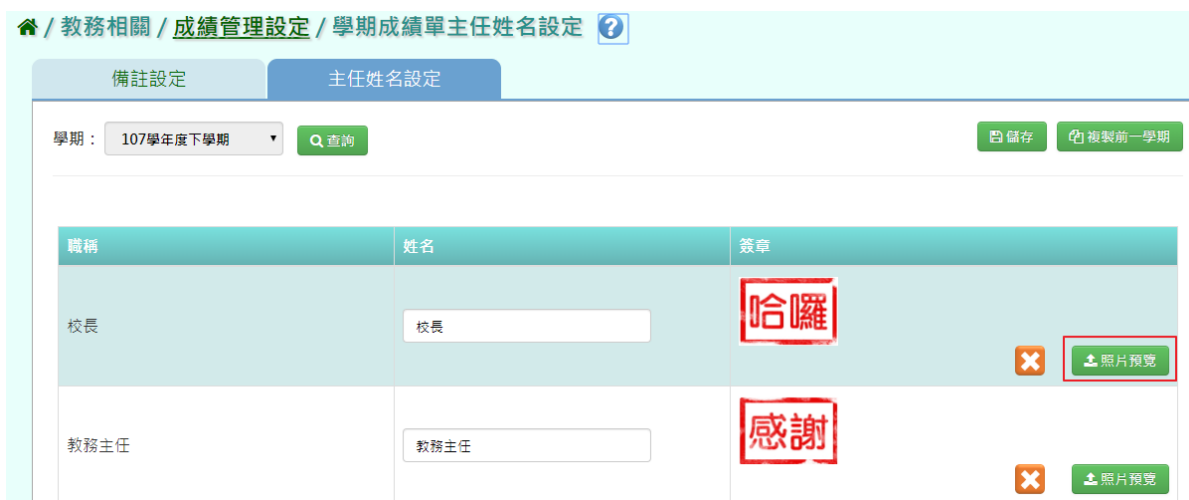 / 教務相關 / 成績管理設定 / 學期成績單主任姓名設定 ?
備註設定 主任姓名設定
學期： 107學年度下學期 查詢 儲存 複製前一學期
職稱 姓名 簽章
校長 校長 哈囉
照片預覽
教務主任 教務主任 感謝
照片預覽